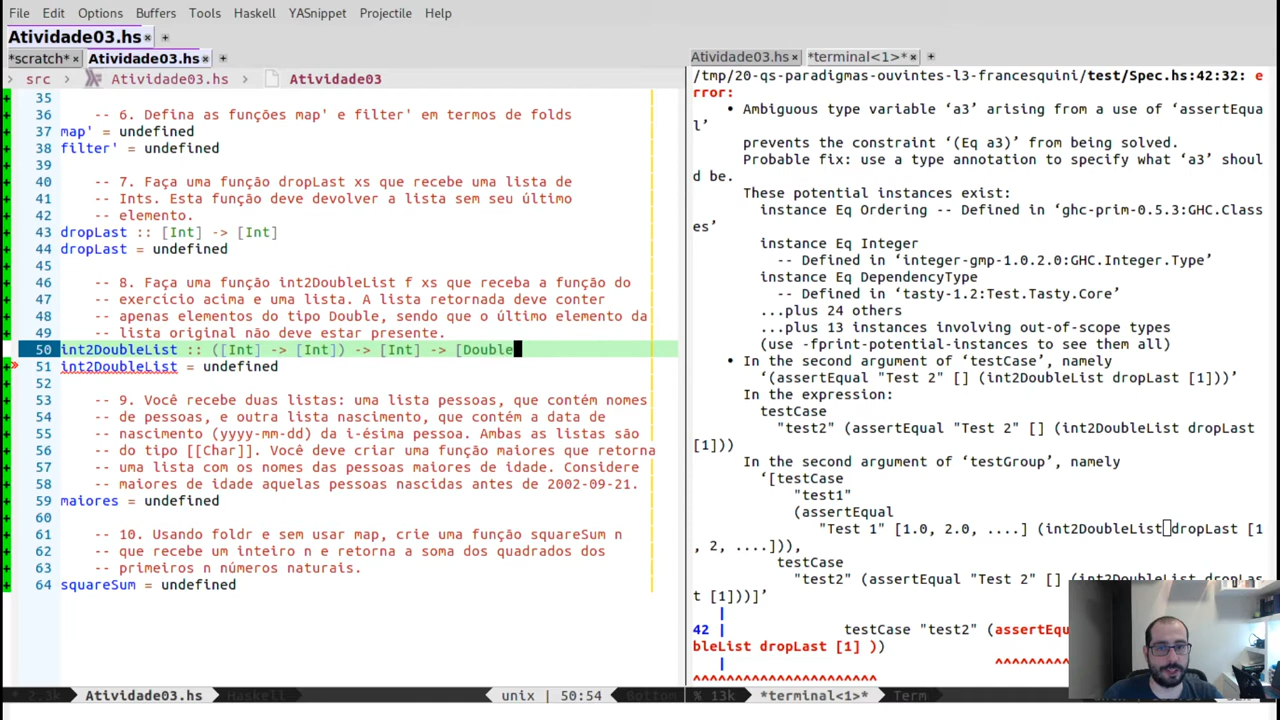 File Edit Options Buffers Tools Haskell YASnippet Projectile Help
Atividade03.hs× +
*scratch*× Atividade03.hs× +
> src > Atividade03.hs > Atividade03
35
36 -- 6. Defina as funções map' e filter' em termos de folds
37 map' = undefined
38 filter' = undefined
39
40 -- 7. Faça uma função dropLast xs que recebe uma lista de
41 -- Ints. Esta função deve devolver a lista sem seu último
42 -- elemento.
43 dropLast :: [Int] -> [Int]
44 dropLast = undefined
45
46 -- 8. Faça uma função int2DoubleList f xs que receba a função do
47 -- exercício acima e uma lista. A lista retornada deve conter
48 -- apenas elementos do tipo Double, sendo que o último elemento da
49 -- lista original não deve estar presente.
50 int2DoubleList :: ([Int] -> [Int]) -> [Int] -> [Double
51 int2DoubleList = undefined
52
53 -- 9. Você recebe duas listas: uma lista pessoas, que contém nomes
54 -- de pessoas, e outra lista nascimento, que contém a data de
55 -- nascimento (yyyy-mm-dd) da i-ésima pessoa. Ambas as listas são
56 -- do tipo [[Char]]. Você deve criar uma função maiores que retorna
57 -- uma lista com os nomes das pessoas maiores de idade. Considere
58 -- maiores de idade aquelas pessoas nascidas antes de 2002-09-21.
59 maiores = undefined
60
61 -- 10. Usando foldr e sem usar map, crie uma função squareSum n
62 -- que recebe um inteiro n e retorna a soma dos quadrados dos
63 -- primeiros n números naturais.
64 squareSum = undefined
* 2.3k Atividade03.hs Haskell unix | 50:54 Bottom
Atividade03.hs× *terminal<1>*× +
/tmp/20-qs-paradigmas-ouvintes-l3-francesquini/test/Spec.hs:42:32: e
rror:
• Ambiguous type variable ‘a3’ arising from a use of ‘assertEqua
l’
prevents the constraint ‘(Eq a3)’ from being solved.
Probable fix: use a type annotation to specify what ‘a3’ shoul
d be.
These potential instances exist:
instance Eq Ordering -- Defined in ‘ghc-prim-0.5.3:GHC.Class
es’
instance Eq Integer
-- Defined in ‘integer-gmp-1.0.2.0:GHC.Integer.Type’
instance Eq DependencyType
-- Defined in ‘tasty-1.2:Test.Tasty.Core’
...plus 24 others
...plus 13 instances involving out-of-scope types
(use -fprint-potential-instances to see them all)
• In the second argument of ‘testCase’, namely
‘(assertEqual "Test 2" [] (int2DoubleList dropLast [1]))’
In the expression:
testCase
"test2" (assertEqual "Test 2" [] (int2DoubleList dropLast
[1]))
In the second argument of ‘testGroup’, namely
‘[testCase
"test1"
(assertEqual
"Test 1" [1.0, 2.0, ....] (int2DoubleList dropLast [1
, 2, ....])),
testCase
"test2" (assertEqual "Test 2" [] (int2DoubleList dropLas
t [1]))]’
|
42 | testCase "test2" (assertEqu
bleList dropLast [1] ))
| ^^^^^^^^^^
^^^^^^^^^^^^^^^^^^^^^^
% 13k *terminal<1>* Term